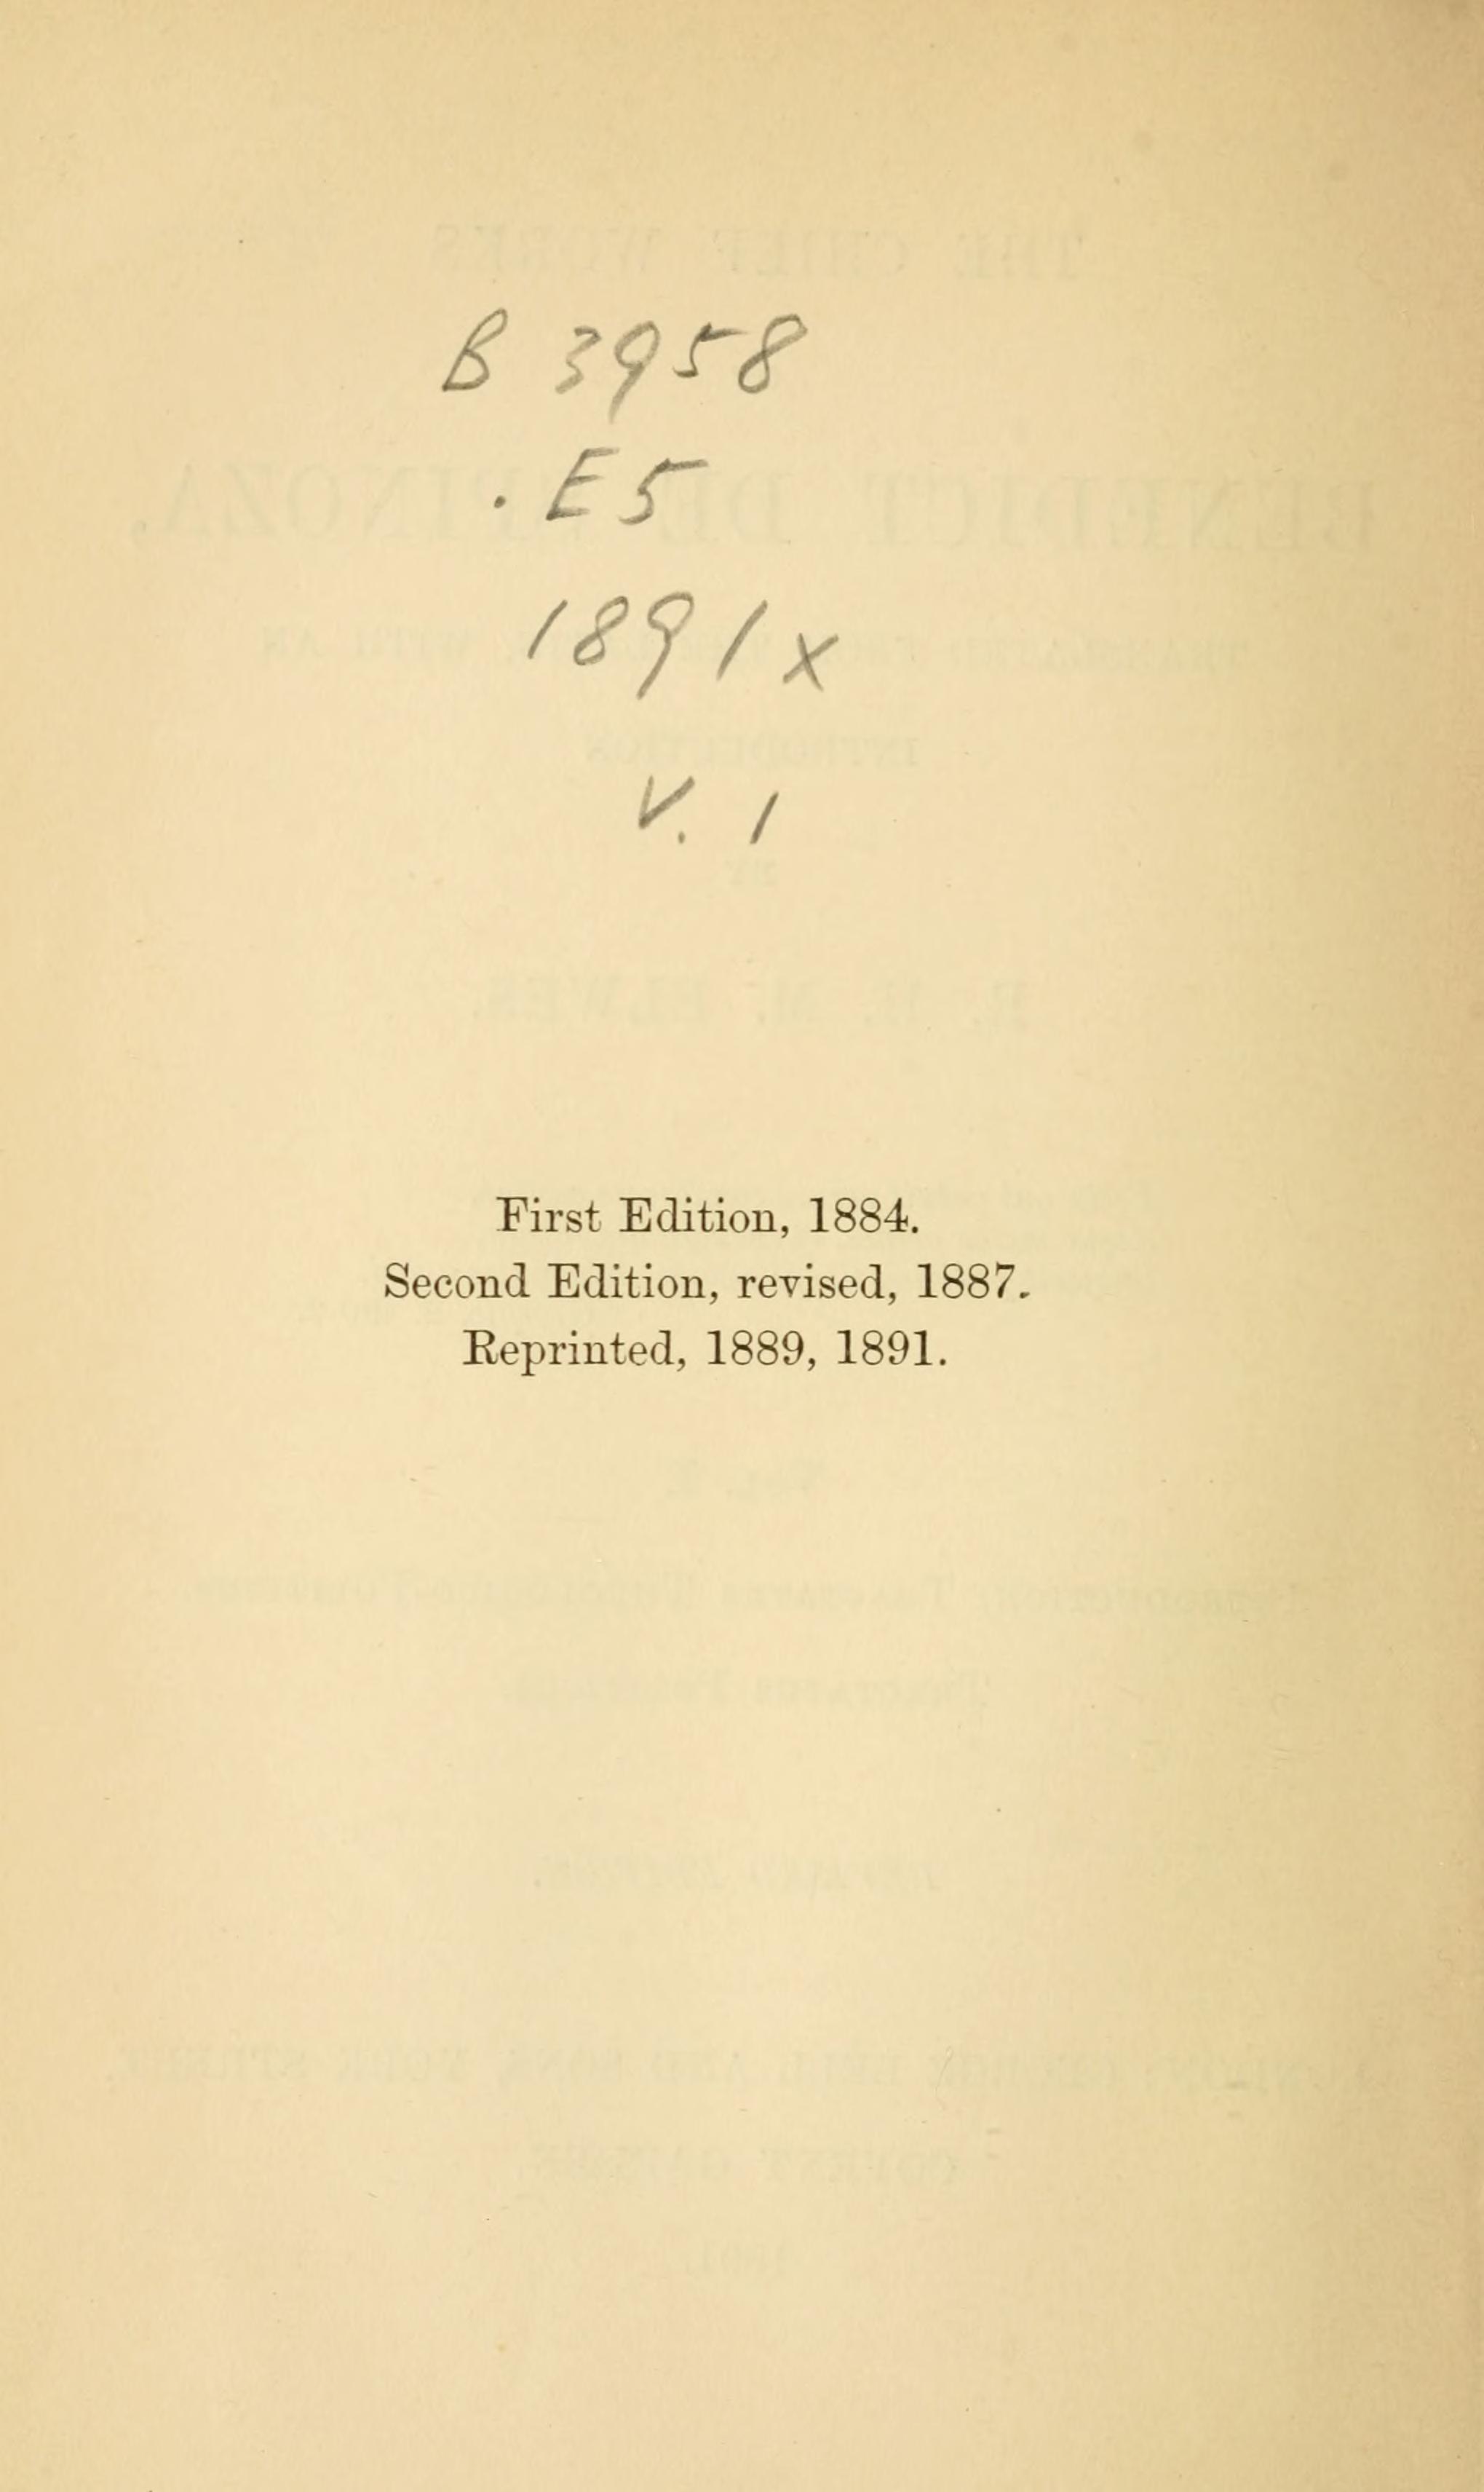 B 3958
. E5
1891x
V. 1
First Edition, 1884.
Second Edition, revised, 1887.
Reprinted, 1889, 1891.